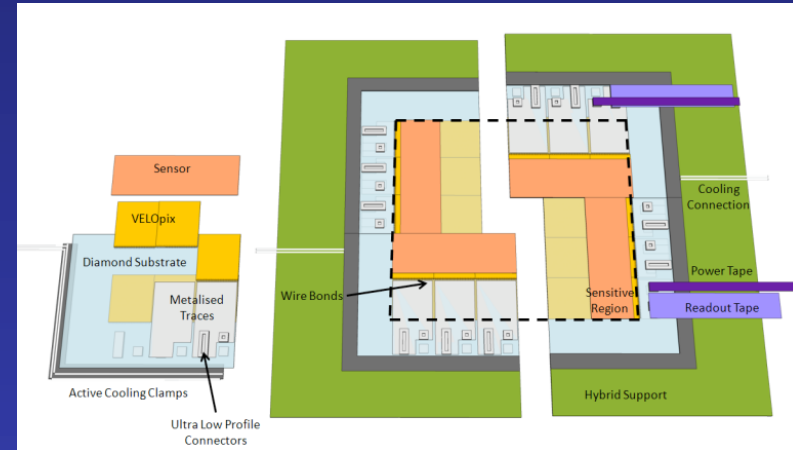 Sensor
VELOpix
Diamond Substrate
Metalised
Traces
Active Cooling Clamps
Ultra Low Profile
Connectors
Wire Bonds
Sensitive
Region
Cooling
Connection
Power Tape
Readout Tape
Hybrid Support